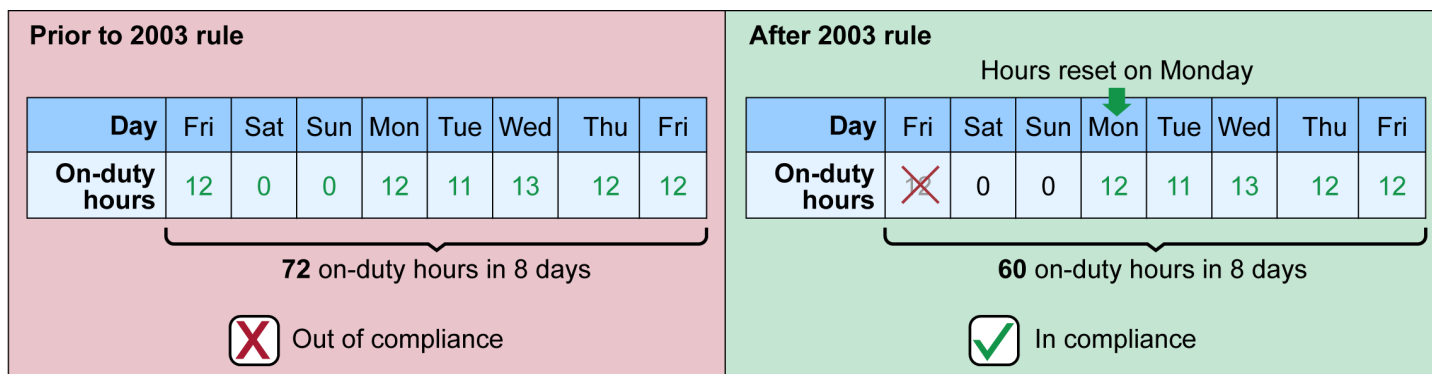 Prior to 2003 rule
Day Fri Sat Sun Mon Tue Wed Thu Fri
On-duty
hours 12 0 0 12 11 13 12 12
72 on-duty hours in 8 days
X Out of compliance
After 2003 rule
Hours reset on Monday
Day Fri Sat Sun Mon Tue Wed Thu Fri
On-duty
hours 12 0 0 12 11 13 12 12
60 on-duty hours in 8 days
In compliance